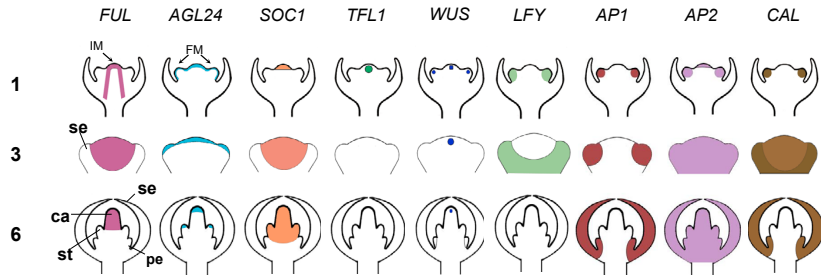 FUL AGL24 SOC1 TFL1 WUS LFY AP1 AP2 CAL
IM FM
1
se
3
se
ca
6
st
pe